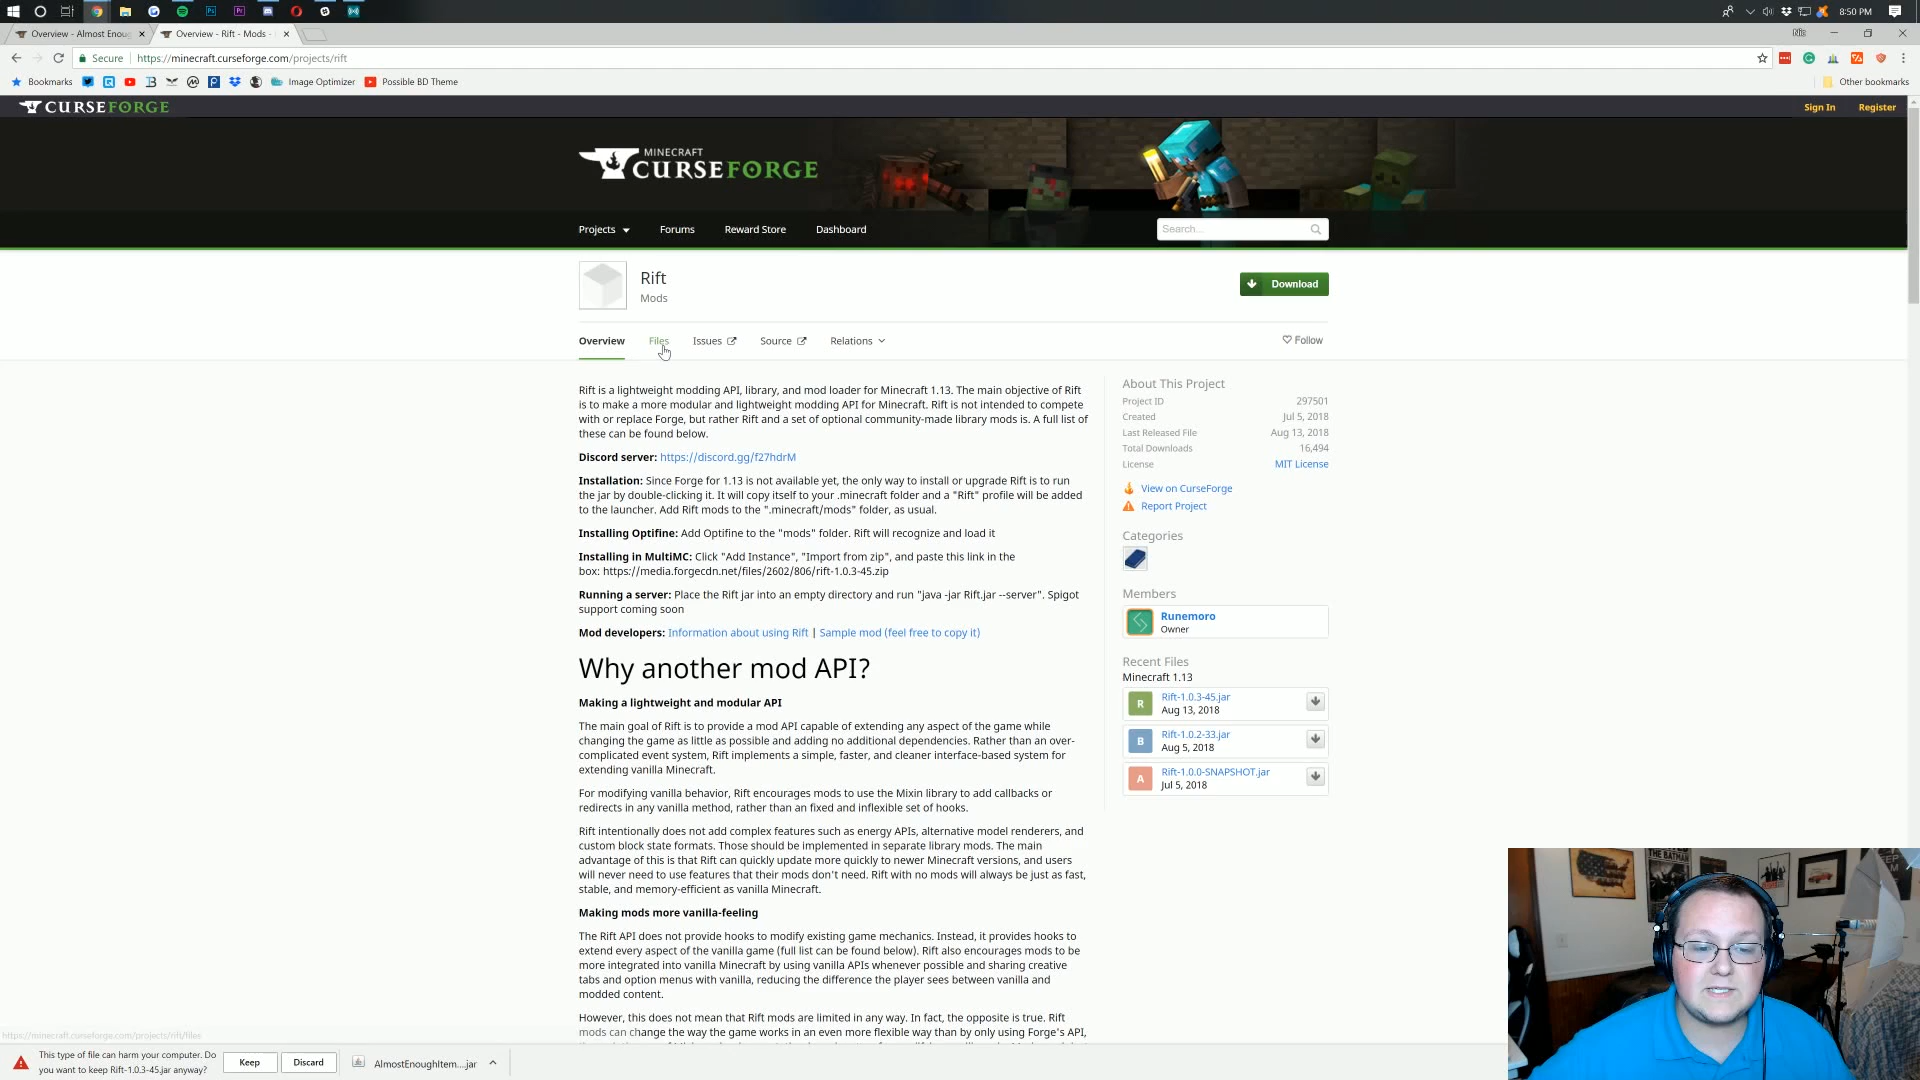 8:50 PM
Overview - Almost Enoug
Overview - Rift - Mods -
Secure
https://minecraft.curseforge.com/projects/rift
Bookmarks
Image Optimizer
Possible BD Theme
Other bookmarks
CURSEFORGE
Sign In
Register
MINECRAFT
CURSEFORGE
Projects
Forums
Reward Store
Dashboard
Search...
Rift
Mods
Download
Overview
Files
Issues
Source
Relations
Follow
Rift is a lightweight modding API, library, and mod loader for Minecraft 1.13. The main objective of Rift
is to make a more modular and lightweight modding API for Minecraft. Rift is not intended to compete
with or replace Forge, but rather Rift and a set of optional community-made library mods is. A full list of
these can be found below.
Discord server: https://discord.gg/f27hdrM
Installation: Since Forge for 1.13 is not available yet, the only way to install or upgrade Rift is to run
the jar by double-clicking it. It will copy itself to your .minecraft folder and a "Rift" profile will be added
to the launcher. Add Rift mods to the ".minecraft/mods" folder, as usual.
Installing Optifine: Add Optifine to the "mods" folder. Rift will recognize and load it
Installing in MultiMC: Click "Add Instance", "Import from zip", and paste this link in the
box: https://media.forgecdn.net/files/2602/806/rift-1.0.3-45.zip
Running a server: Place the Rift jar into an empty directory and run "java -jar Rift.jar --server". Spigot
support coming soon
Mod developers: Information about using Rift | Sample mod (feel free to copy it)
Why another mod API?
Making a lightweight and modular API
The main goal of Rift is to provide a mod API capable of extending any aspect of the game while
changing the game as little as possible and adding no additional dependencies. Rather than an over-
complicated event system, Rift implements a simple, faster, and cleaner interface-based system for
extending vanilla Minecraft.
For modifying vanilla behavior, Rift encourages mods to use the Mixin library to add callbacks or
redirects in any vanilla method, rather than an fixed and inflexible set of hooks.
Rift intentionally does not add complex features such as energy APIs, alternative model renderers, and
custom block state formats. Those should be implemented in separate library mods. The main
advantage of this is that Rift can quickly update more quickly to newer Minecraft versions, and users
will never need to use features that their mods don't need. Rift with no mods will always be just as fast,
stable, and memory-efficient as vanilla Minecraft.
Making mods more vanilla-feeling
The Rift API does not provide hooks to modify existing game mechanics. Instead, it provides hooks to
extend every aspect of the vanilla game (full list can be found below). Rift also encourages mods to be
more integrated into vanilla Minecraft by using vanilla APIs whenever possible and sharing creative
tabs and option menus with vanilla, reducing the difference the player sees between vanilla and
modded content.
However, this does not mean that Rift mods are limited in any way. In fact, the opposite is true. Rift
mods can change the way the game works in an even more flexible way than by only using Forge's API,
About This Project
Project ID 297501
Created Jul 5, 2018
Last Released File Aug 13, 2018
Total Downloads 16,494
License MIT License
View on CurseForge
Report Project
Categories
Members
Runemoro
Owner
Recent Files
Minecraft 1.13
R
Rift-1.0.3-45.jar
Aug 13, 2018
B
Rift-1.0.2-33.jar
Aug 5, 2018
A
Rift-1.0.0-SNAPSHOT.jar
Jul 5, 2018
https://minecraft.curseforge.com/projects/rift/files
This type of file can harm your computer. Do
you want to keep Rift-1.0.3-45.jar anyway?
Keep
Discard
AlmostEnoughItem....jar